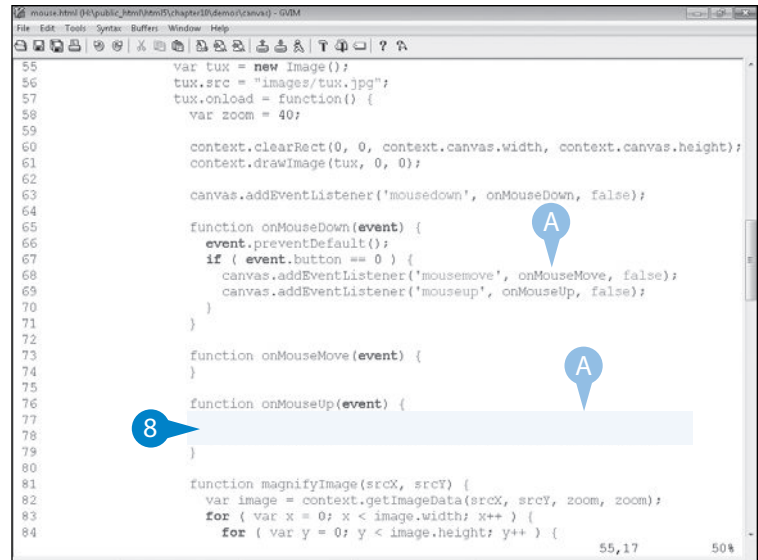 mouse.html (H:\public_html\html5\chapter10\demos\canvas) - GVIM
File Edit Tools Syntax Buffers Window Help
55 var tux = new Image();
56 tux.src = "images/tux.jpg";
57 tux.onload = function() {
58 var zoom = 40;
59
60 context.clearRect(0, 0, context.canvas.width, context.canvas.height);
61 context.drawImage(tux, 0, 0);
62
63 canvas.addEventListener('mousedown', onMouseDown, false);
64
65 function onMouseDown(event) {
A
66 event.preventDefault();
67 if ( event.button == 0 ) {
68 canvas.addEventListener('mousemove', onMouseMove, false);
69 canvas.addEventListener('mouseup', onMouseUp, false);
70 }
71 }
72
73 function onMouseMove(event) {
A
74 }
75
76 function onMouseUp(event) {
77
8
78
79 }
80
81 function magnifyImage(srcX, srcY) {
82 var image = context.getImageData(srcX, srcY, zoom, zoom);
83 for ( var x = 0; x < image.width; x++ ) {
84 for ( var y = 0; y < image.height; y++ ) {
55,17 50%